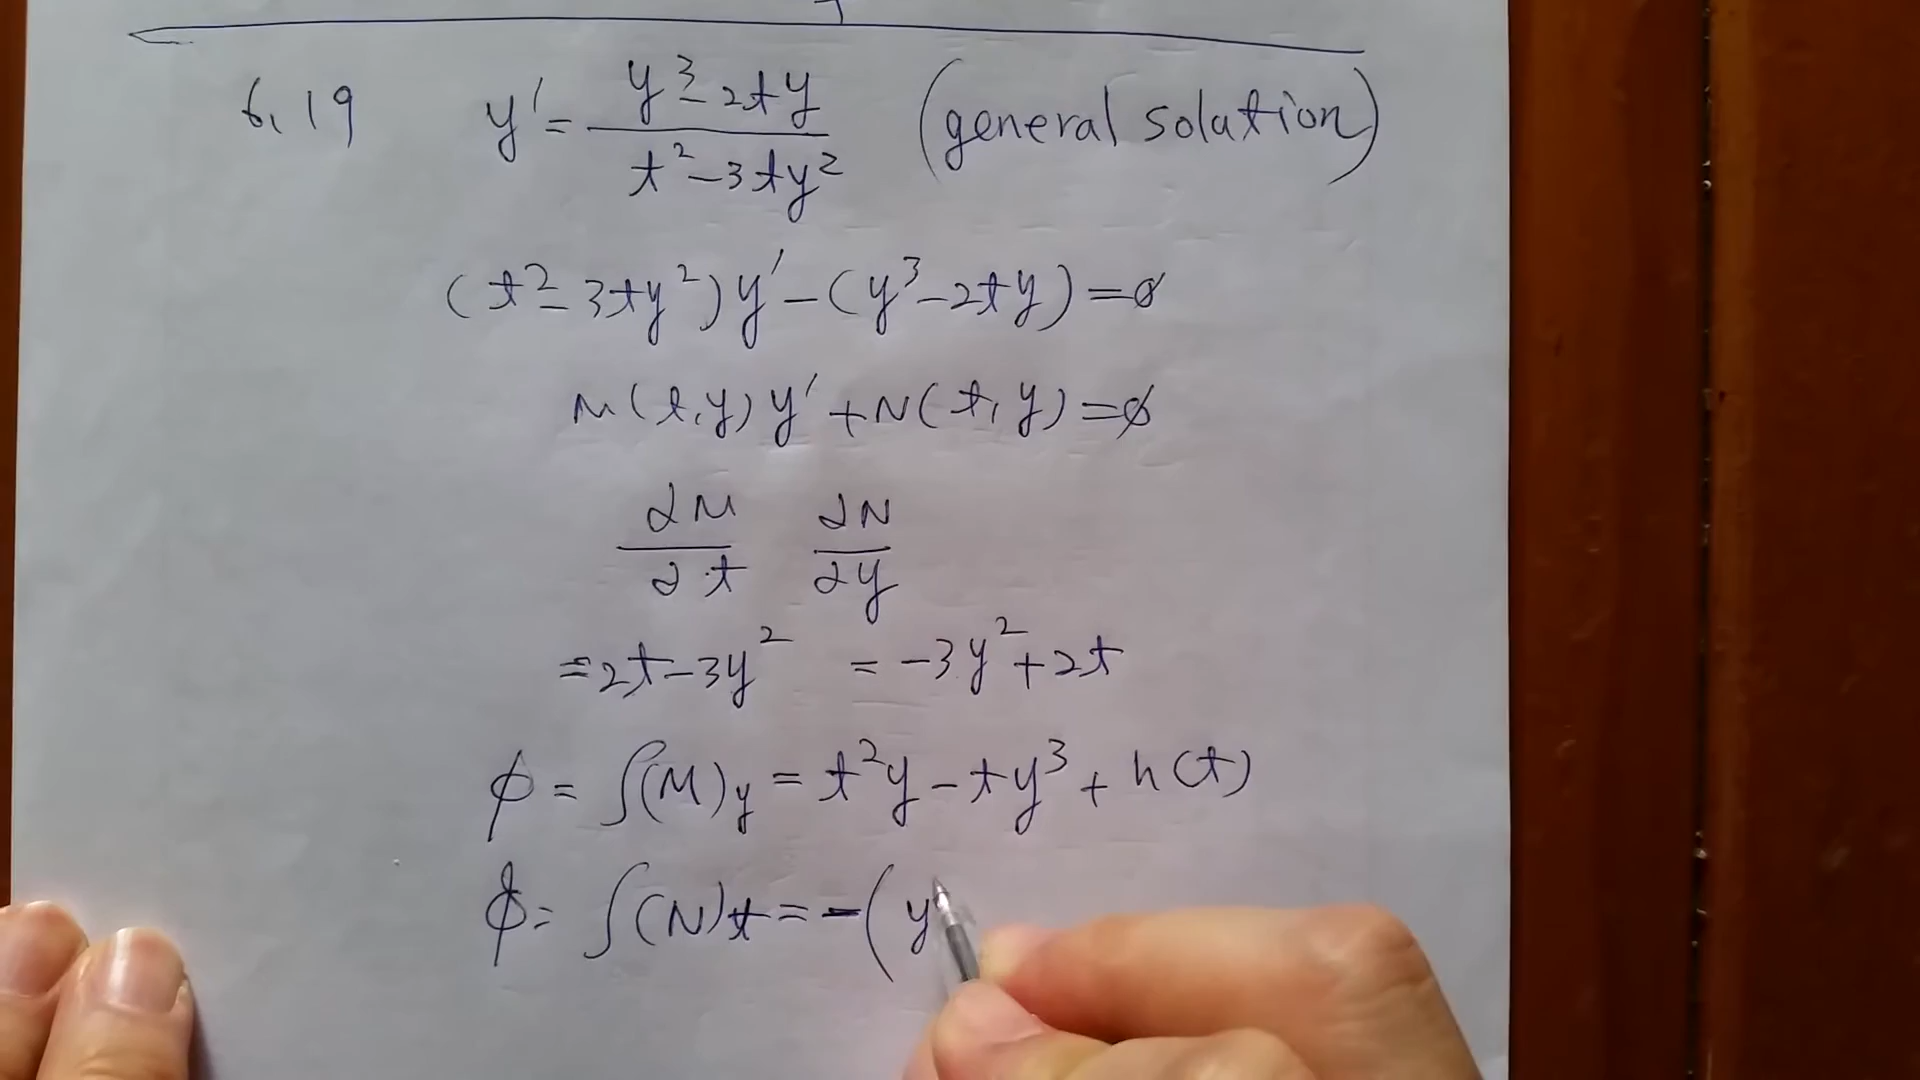 6.19 y' = (y³ - 2ty)/(t² - 3ty²) (general solution)
(t² - 3ty²)y' - (y³ - 2ty) = 0
M(t,y)y' + N(t,y) = 0
∂M/∂t ∂N/∂y
= 2t - 3y² = -3y² + 2t
ϕ = ∫(M)y = t²y - ty³ + h(t)
ϕ = ∫(N)t = -(y